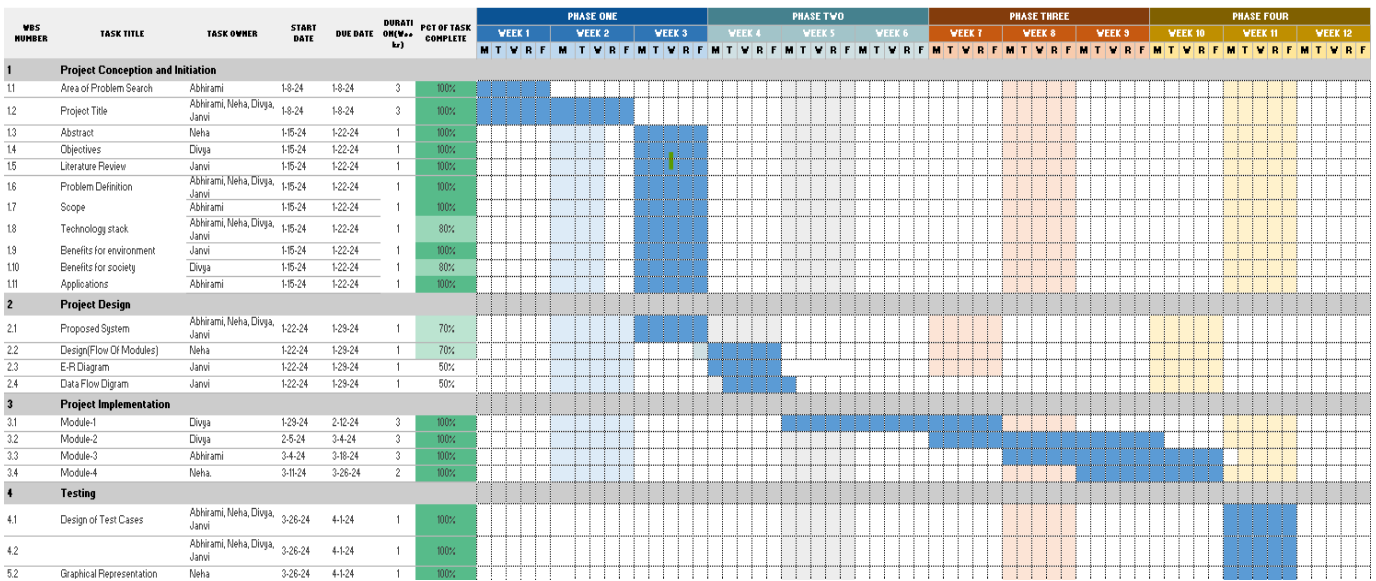 PHASE ONE PHASE TWO PHASE THREE PHASE FOUR
WBS NUMBER TASK TITLE TASK OWNER START DATE DUE DATE DURATION(Weeks) PCT OF TASK COMPLETE WEEK 1 WEEK 2 WEEK 3 WEEK 4 WEEK 5 WEEK 6 WEEK 7 WEEK 8 WEEK 9 WEEK 10 WEEK 11 WEEK 12
M T W R F M T W R F M T W R F M T W R F M T W R F M T W R F M T W R F M T W R F M T W R F M T W R F M T W R F M T W R F
1 Project Conception and Initiation
1.1 Area of Problem Search Abhirami 1-8-24 1-8-24 3 100%
1.2 Project Title Abhirami, Neha, Divya, Janvi 1-8-24 1-8-24 3 100%
1.3 Abstract Neha 1-15-24 1-22-24 1 100%
1.4 Objectives Divya 1-15-24 1-22-24 1 100%
1.5 Literature Review Janvi 1-15-24 1-22-24 1 100%
1.6 Problem Definition Abhirami, Neha, Divya, Janvi 1-15-24 1-22-24 1 100%
1.7 Scope Abhirami 1-15-24 1-22-24 1 100%
1.8 Technology stack Abhirami, Neha, Divya, Janvi 1-15-24 1-22-24 1 80%
1.9 Benefits for environment Janvi 1-15-24 1-22-24 1 100%
1.10 Benefits for society Divya 1-15-24 1-22-24 1 80%
1.11 Applications Abhirami 1-15-24 1-22-24 1 100%
2 Project Design
2.1 Proposed System Abhirami, Neha, Divya, Janvi 1-22-24 1-29-24 1 70%
2.2 Design(Flow Of Modules) Neha 1-22-24 1-29-24 1 70%
2.3 E-R Diagram Janvi 1-22-24 1-29-24 1 50%
2.4 Data Flow Digram Janvi 1-22-24 1-29-24 1 50%
3 Project Implementation
3.1 Module-1 Divya 1-29-24 2-12-24 3 100%
3.2 Module-2 Divya 2-5-24 3-4-24 3 100%
3.3 Module-3 Abhirami 3-4-24 3-18-24 3 100%
3.4 Module-4 Neha. 3-11-24 3-26-24 2 100%
4 Testing
4.1 Design of Test Cases Abhirami, Neha, Divya, Janvi 3-26-24 4-1-24 1 100%
4.2 Abhirami, Neha, Divya, Janvi 3-26-24 4-1-24 1 100%
5.2 Graphical Representation Neha 3-26-24 4-1-24 1 100%